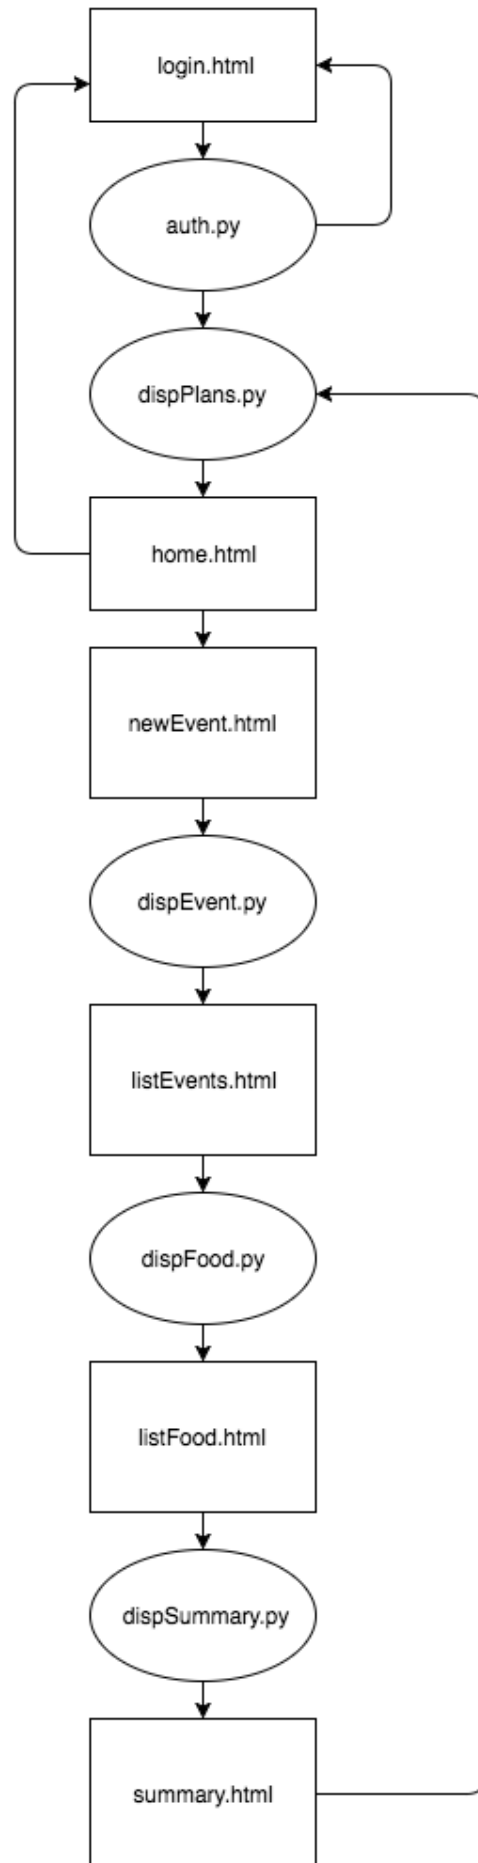 login.html
auth.py
dispPlans.py
home.html
newEvent.html
dispEvent.py
listEvents.html
dispFood.py
listFood.html
dispSummary.py
summary.html